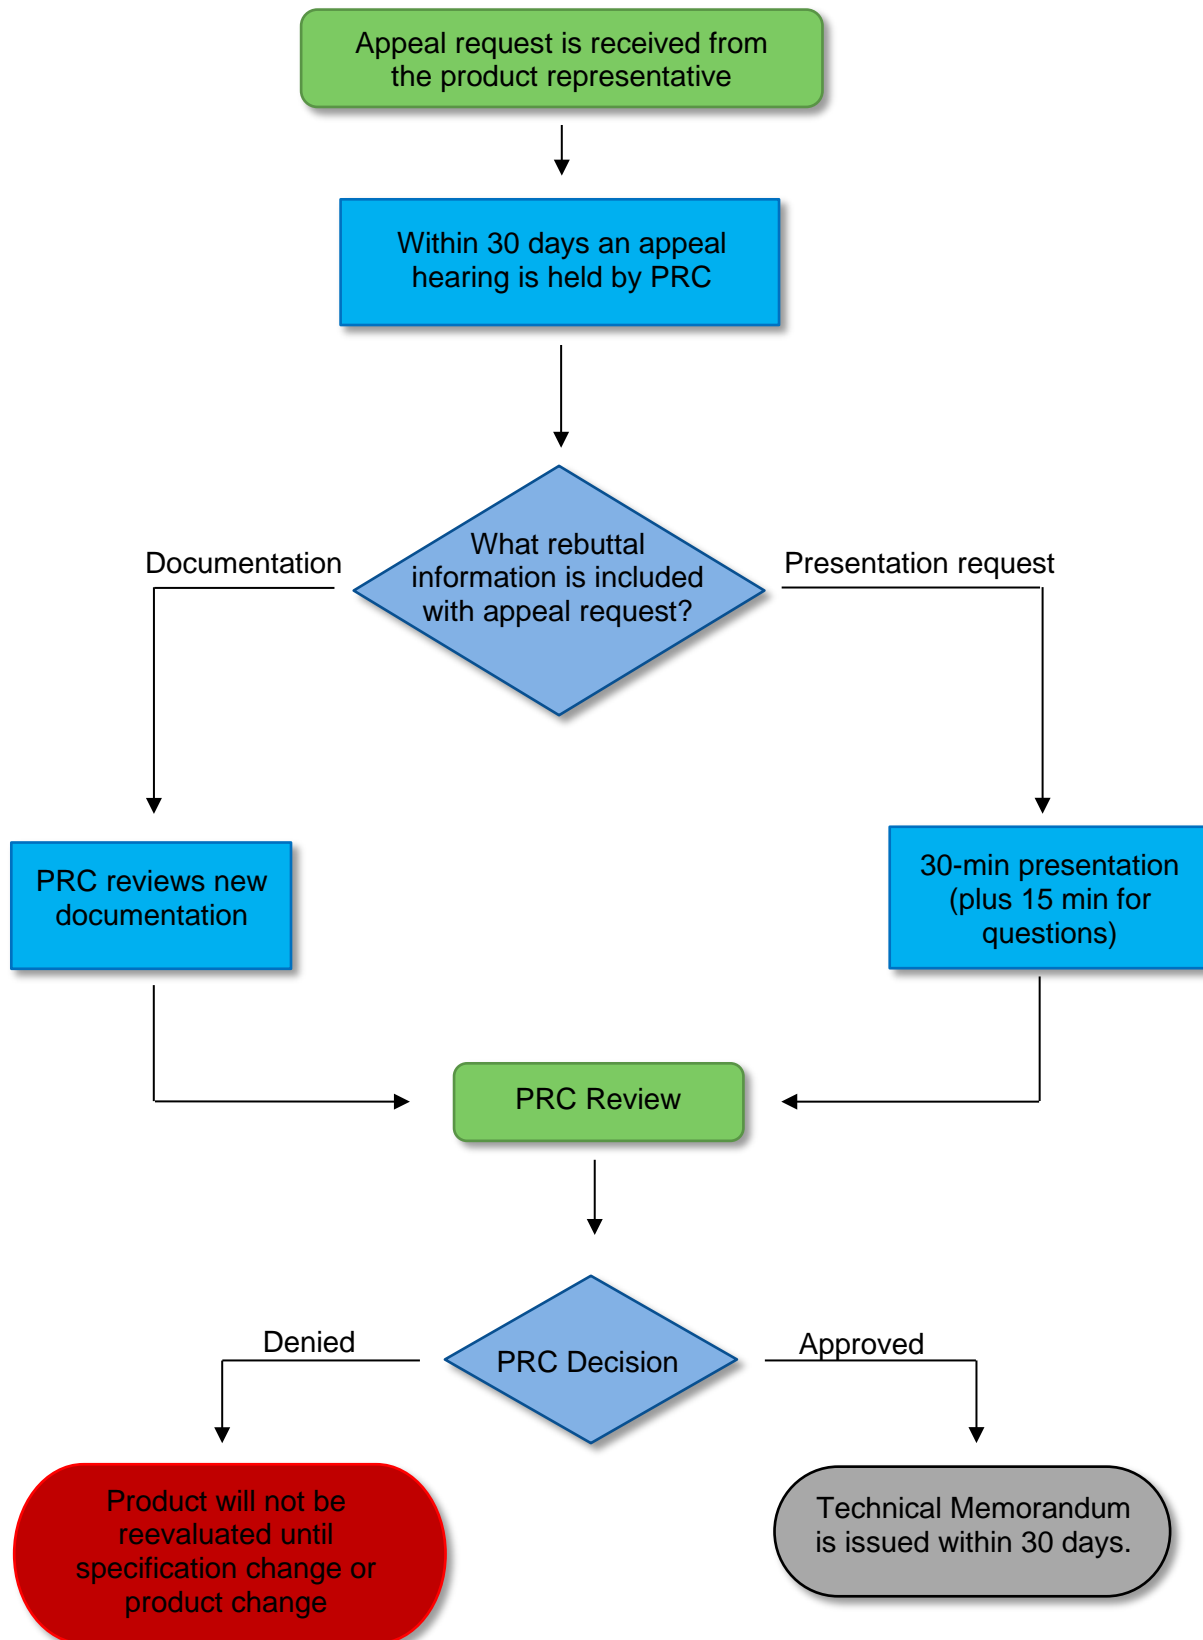 Appeal request is received from
the product representative
Within 30 days an appeal
hearing is held by PRC
What rebuttal
information is included
with appeal request?
Documentation
Presentation request
PRC reviews new
documentation
30-min presentation
(plus 15 min for
questions)
PRC Review
PRC Decision
Denied
Approved
Product will not be
reevaluated until
specification change or
product change
Technical Memorandum
is issued within 30 days.